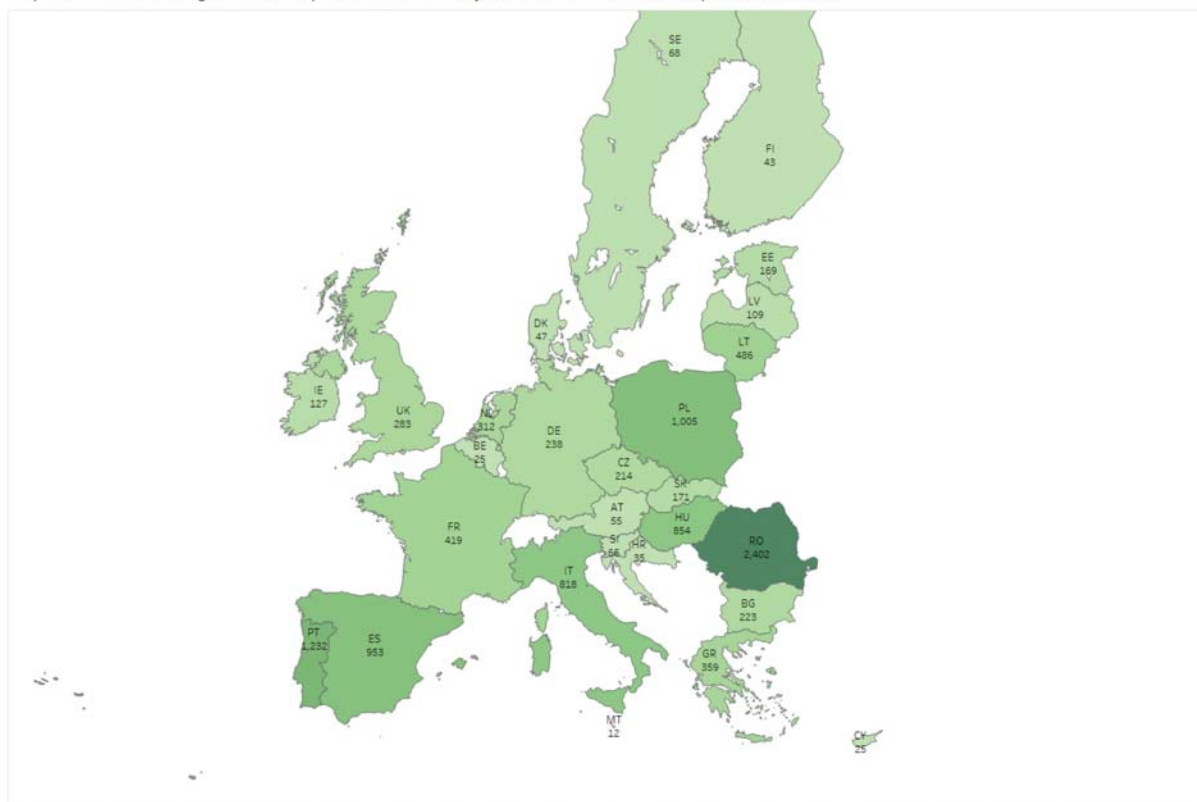 SE
68
FI
43
EE
169
LV
109
DK
47
LT
486
IE
127
UK
283
NL
312
PL
1,005
DE
238
BE
25
CZ
214
SK
171
AT
55
HU
854
FR
419
SI
66
HR
35
RO
2,402
IT
818
BG
223
PT
1,232
ES
953
GR
359
MT
12
CY
25